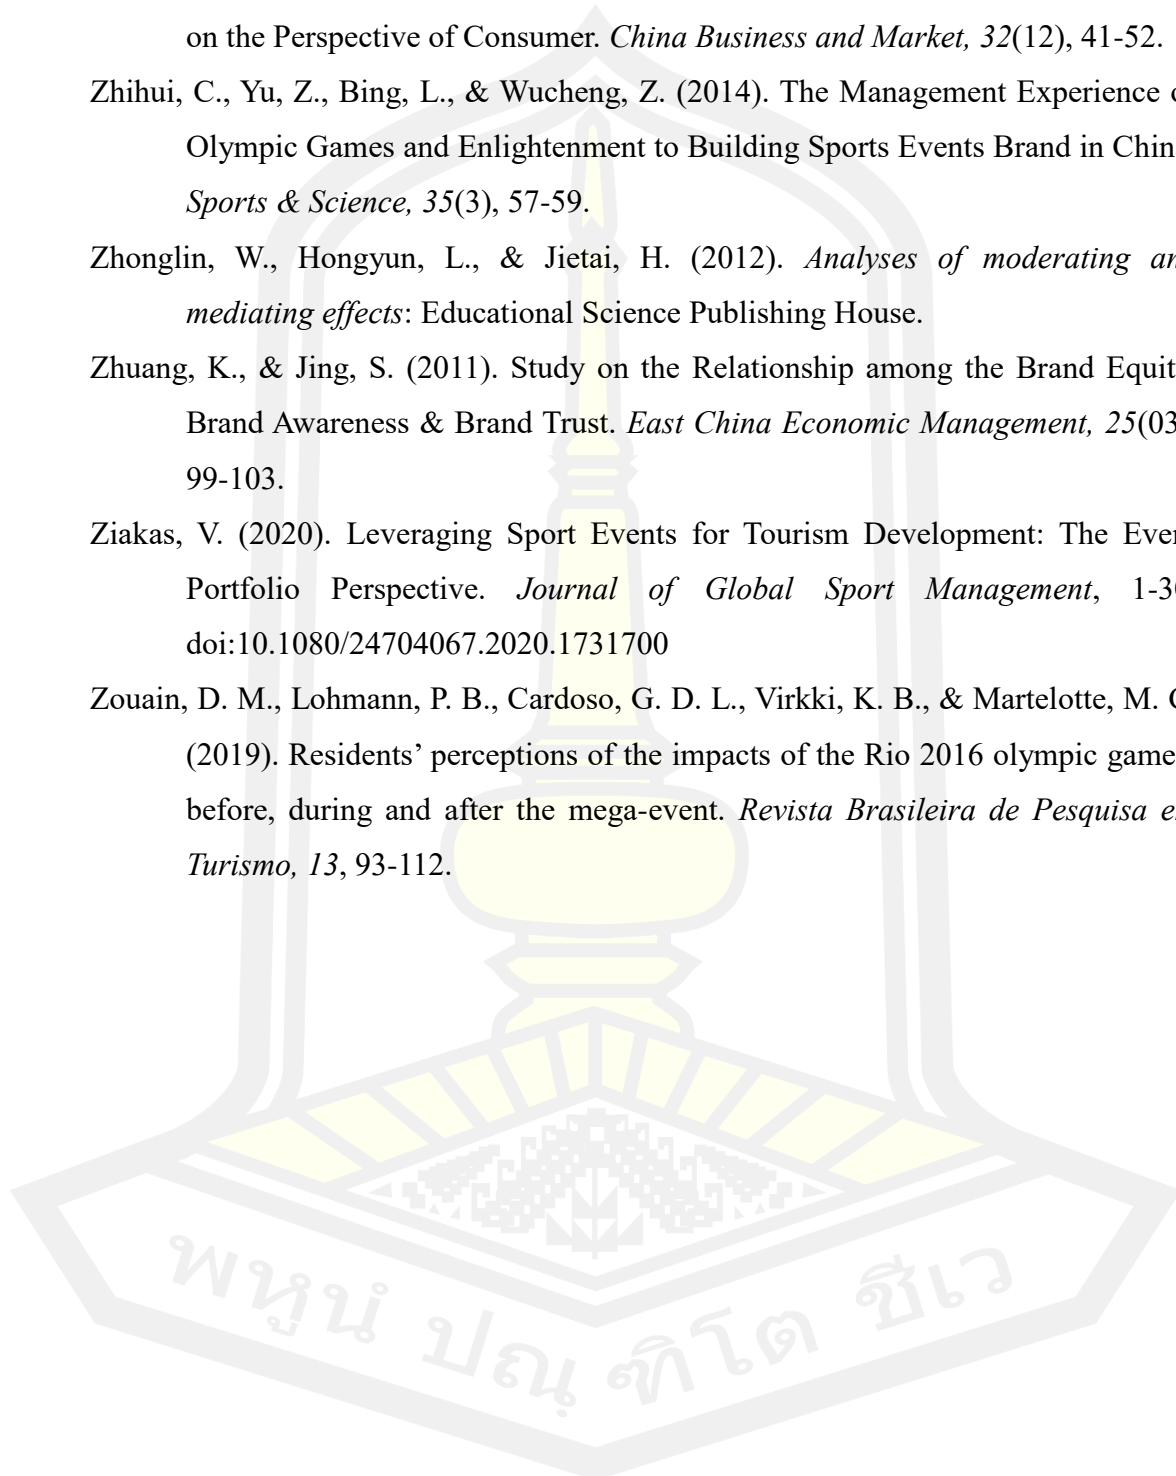 on the Perspective of Consumer. China Business and Market, 32(12), 41-52.
Zhihui, C., Yu, Z., Bing, L., & Wucheng, Z. (2014). The Management Experience
Olympic Games and Enlightenment to Building Sports Events Brand in Chin
Sports & Science, 35(3), 57-59.
Zhonglin, W., Hongyun, L., & Jietai, H. (2012). Analyses of moderating an
mediating effects: Educational Science Publishing House.
Zhuang, K., & Jing, S. (2011). Study on the Relationship among the Brand Equit
Brand Awareness & Brand Trust. East China Economic Management, 25(03
99-103.
Ziakas, V. (2020). Leveraging Sport Events for Tourism Development: The Even
Portfolio Perspective. Journal of Global Sport Management, 1-30
doi:10.1080/24704067.2020.1731700
Zouain, D. M., Lohmann, P. B., Cardoso, G. D. L., Virkki, K. B., & Martelotte, M. C
(2019). Residents’ perceptions of the impacts of the Rio 2016 olympic game
before, during and after the mega-event. Revista Brasileira de Pesquisa e
Turismo, 13, 93-112.
พหูนํ ปณฺฑิโต ชีเว